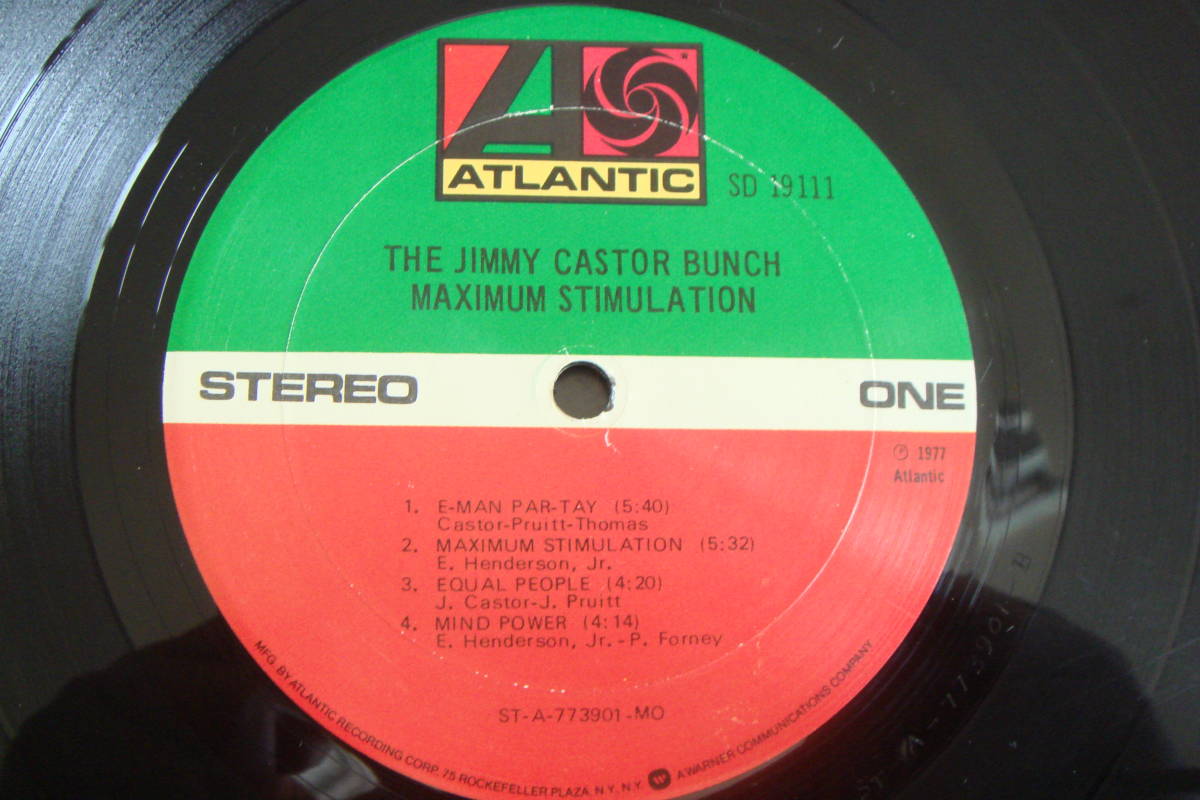 ATLANTIC
SD 19111
THE JIMMY CASTOR BUNCH
MAXIMUM STIMULATION
STEREO
ONE
℗ 1977
Atlantic
1. E-MAN PAR-TAY (5:40)
Castor-Pruitt-Thomas
2. MAXIMUM STIMULATION (5:32)
E. Henderson, Jr.
3. EQUAL PEOPLE (4:20)
J. Castor-J. Pruitt
4. MIND POWER (4:14)
E. Henderson, Jr.-P. Forney
ST-A-773901-MO
MFG. BY ATLANTIC RECORDING CORP. 75 ROCKEFELLER PLAZA, N.Y. N.Y. A WARNER COMMUNICATIONS COMPANY